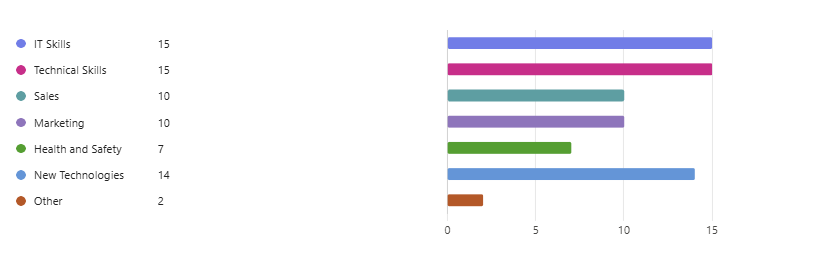 IT Skills 15
Technical Skills 15
Sales 10
Marketing 10
Health and Safety 7
New Technologies 14
Other 2
0 5 10 15